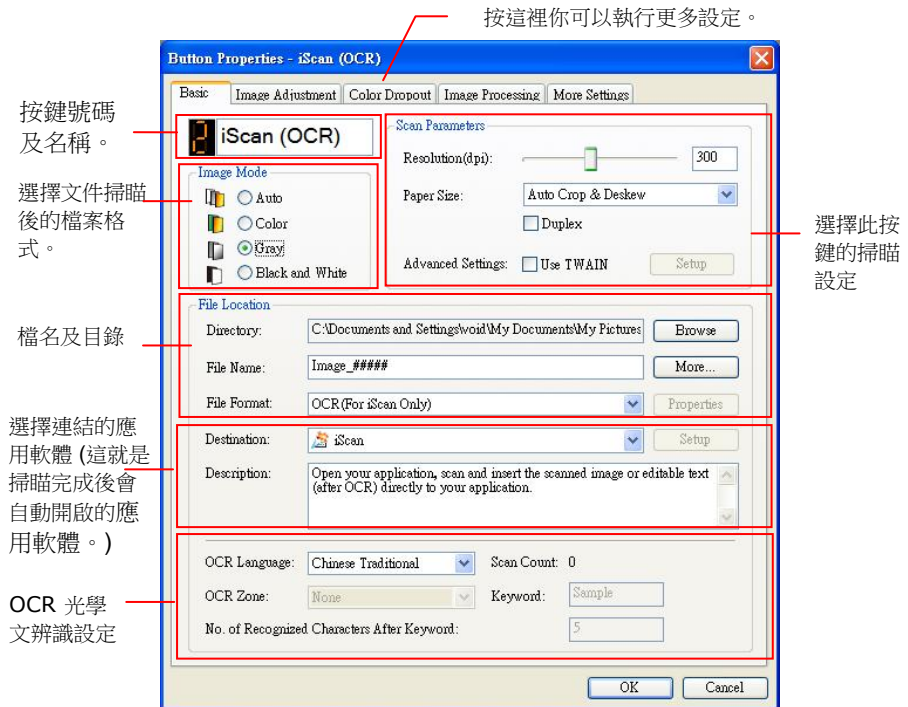 按這裡你可以執行更多設定。
Button Properties - iScan (OCR)
Basic Image Adjustment Color Dropout Image Processing More Settings
按鍵號碼
及名稱。
2 iScan (OCR)
選擇文件掃瞄
後的檔案格
式。
Image Mode
Auto
Color
Gray
Black and White
Scan Parameters
Resolution(dpi): 300
Paper Size: Auto Crop & Deskew
Duplex
Advanced Settings: Use TWAIN Setup
選擇此按
鍵的掃瞄
設定
檔名及目錄
File Location
Directory: C:\Documents and Settings\void\My Documents\My Pictures Browse
File Name: Image_##### More...
File Format: OCR(For iScan Only) Properties
選擇連結的應
用軟體 (這就是
掃瞄完成後會
自動開啟的應
用軟體。)
Destination: iScan Setup
Description: Open your application, scan and insert the scanned image or editable text
(after OCR) directly to your application.
OCR 光學
文辨識設定
OCR Language: Chinese Traditional Scan Count: 0
OCR Zone: None Keyword: Sample
No. of Recognized Characters After Keyword: 5
OK Cancel